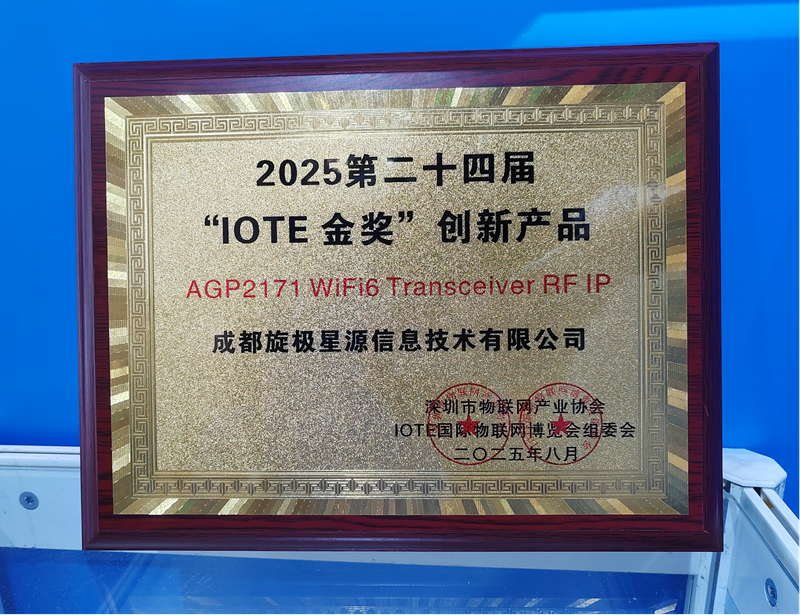 2025第二十四届
“IOTE 金奖”创新产品
AGP2171 WiFi6 Transceiver RF IP
成都旋极星源信息技术有限公司
深圳市物联网产业协会
IOTE国际物联网博览会组委会
二〇二五年八月